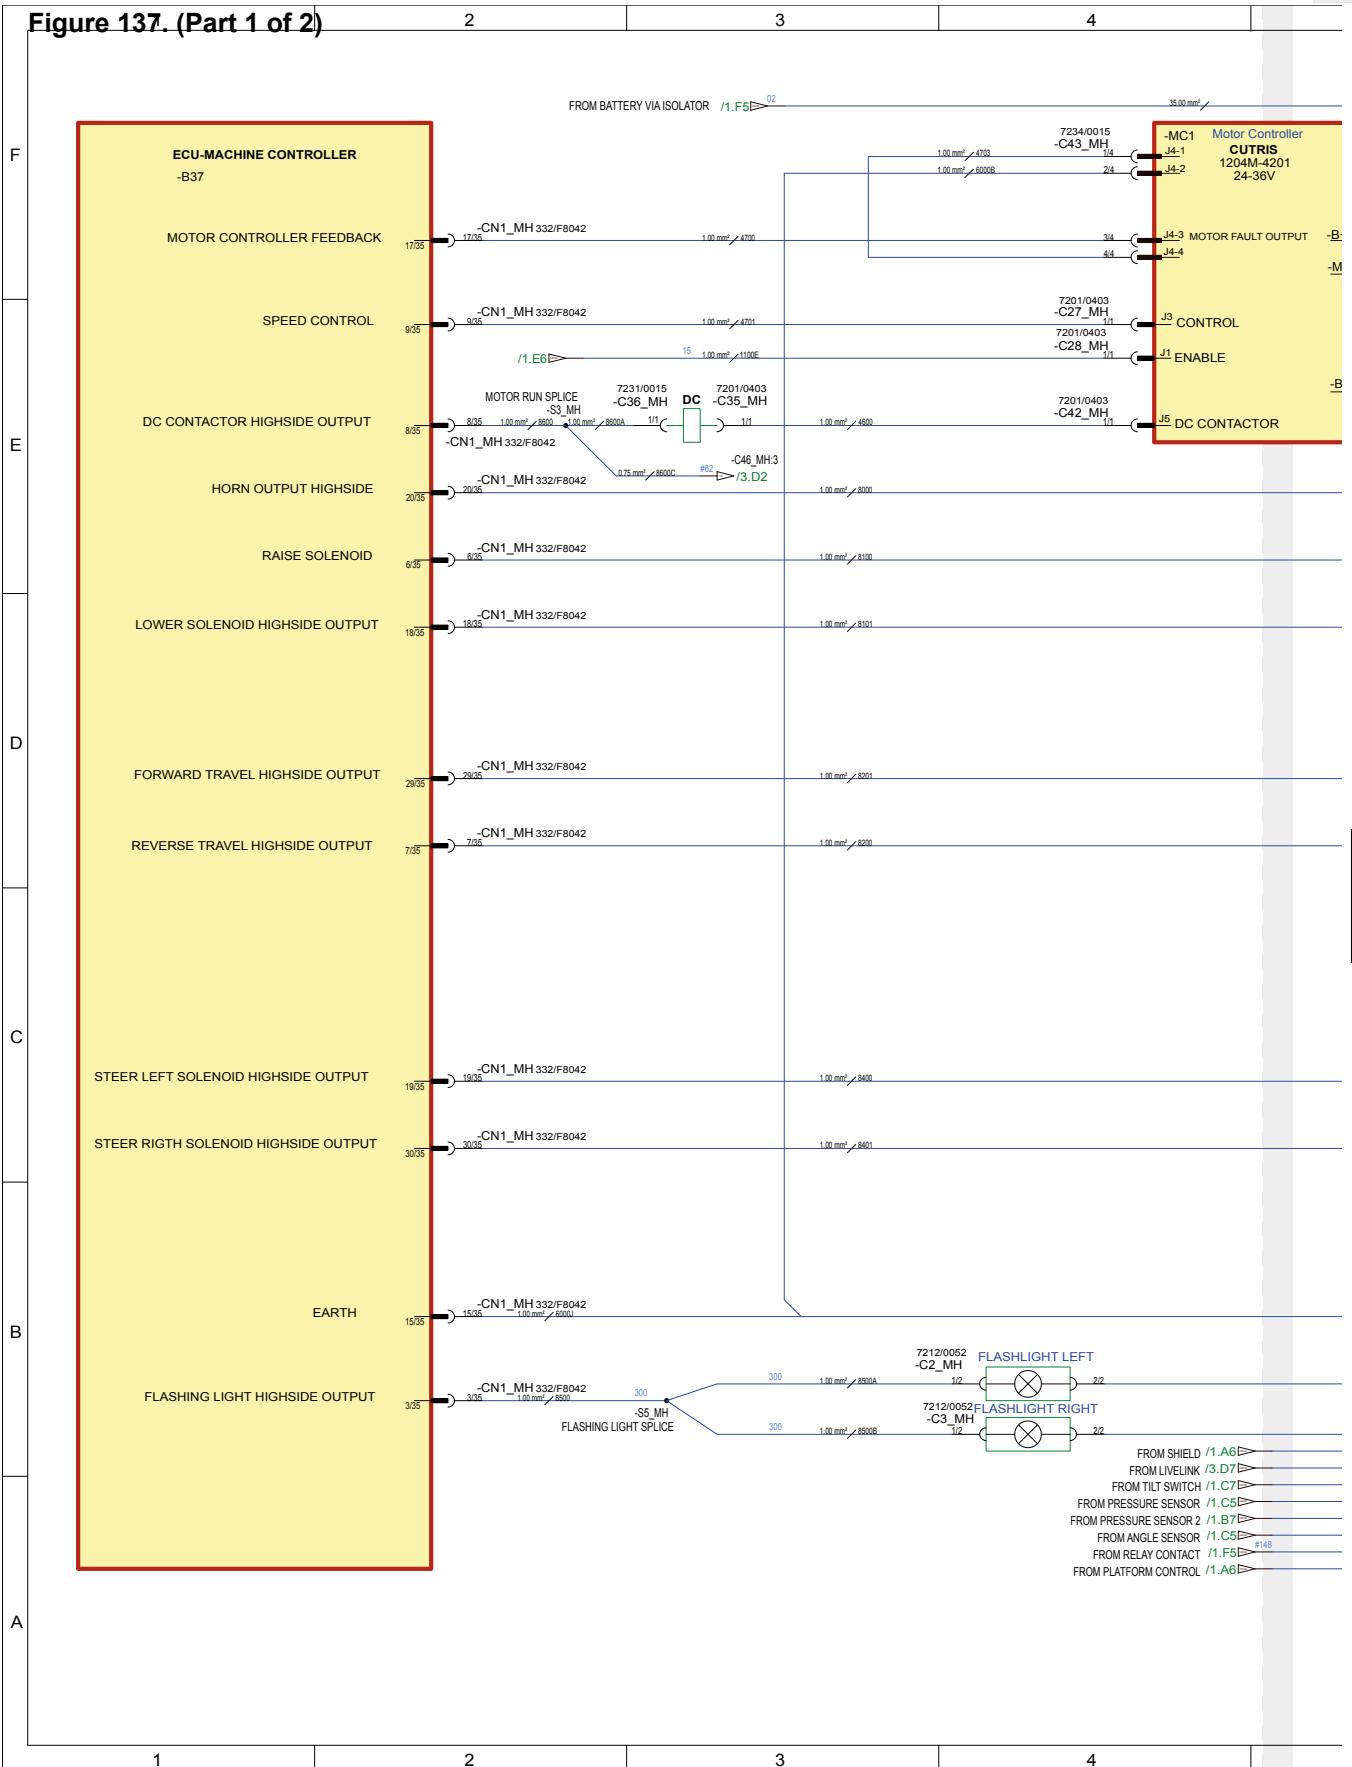 Figure 137. (Part 1 of 2)
1 2 3 4
FROM BATTERY VIA ISOLATOR /1.F5 02 35.00 mm²
F
ECU-MACHINE CONTROLLER
-B37
7234/0015
-C43_MH
-MC1 Motor Controller
CUTRIS
1204M-4201
24-36V
1.00 mm² 4703 1/4 J4-1
1.00 mm² 6000B 2/4 J4-2
MOTOR CONTROLLER FEEDBACK 17/35 17/35 -CN1_MH 332/F8042 1.00 mm² 4700 3/4 J4-3 MOTOR FAULT OUTPUT
4/4 J4-4
-B
-M
SPEED CONTROL 9/35 9/35 -CN1_MH 332/F8042 1.00 mm² 4701
7201/0403
-C27_MH
1/1 J3 CONTROL
/1.E6 15 1.00 mm² 1100E
7201/0403
-C28_MH
1/1 J1 ENABLE
-B
E
MOTOR RUN SPLICE
-S3_MH
7231/0015
-C36_MH
DC
7201/0403
-C35_MH
7201/0403
-C42_MH
DC CONTACTOR HIGHSIDE OUTPUT 8/35 8/35 1.00 mm² 8600 1.00 mm² 8600A 1/1 1/1 1.00 mm² 4600 1/1 J5 DC CONTACTOR
-CN1_MH 332/F8042
0.75 mm² 8600C #62 -C46_MH:3
/3.D2
HORN OUTPUT HIGHSIDE 20/35 20/35 -CN1_MH 332/F8042 1.00 mm² 8000
RAISE SOLENOID 6/35 6/35 -CN1_MH 332/F8042 1.00 mm² 8100
LOWER SOLENOID HIGHSIDE OUTPUT 18/35 18/35 -CN1_MH 332/F8042 1.00 mm² 8101
D
FORWARD TRAVEL HIGHSIDE OUTPUT 29/35 29/35 -CN1_MH 332/F8042 1.00 mm² 8201
REVERSE TRAVEL HIGHSIDE OUTPUT 7/35 7/35 -CN1_MH 332/F8042 1.00 mm² 8200
C
STEER LEFT SOLENOID HIGHSIDE OUTPUT 19/35 19/35 -CN1_MH 332/F8042 1.00 mm² 8400
STEER RIGTH SOLENOID HIGHSIDE OUTPUT 30/35 30/35 -CN1_MH 332/F8042 1.00 mm² 8401
B
EARTH 15/35 15/35 -CN1_MH 332/F8042
1.00 mm² 6000J
FLASHING LIGHT HIGHSIDE OUTPUT 3/35 3/35 -CN1_MH 332/F8042
1.00 mm² 8500 300
-S5_MH
FLASHING LIGHT SPLICE
7212/0052
-C2_MH
FLASHLIGHT LEFT
300 1.00 mm² 8500A 1/2 2/2
7212/0052
-C3_MH
FLASHLIGHT RIGHT
300 1.00 mm² 8500B 1/2 2/2
FROM SHIELD /1.A6
FROM LIVELINK /3.D7
FROM TILT SWITCH /1.C7
FROM PRESSURE SENSOR /1.C5
FROM PRESSURE SENSOR 2 /1.B7
FROM ANGLE SENSOR /1.C5
FROM RELAY CONTACT /1.F5 #148
FROM PLATFORM CONTROL /1.A6
A
1 2 3 4